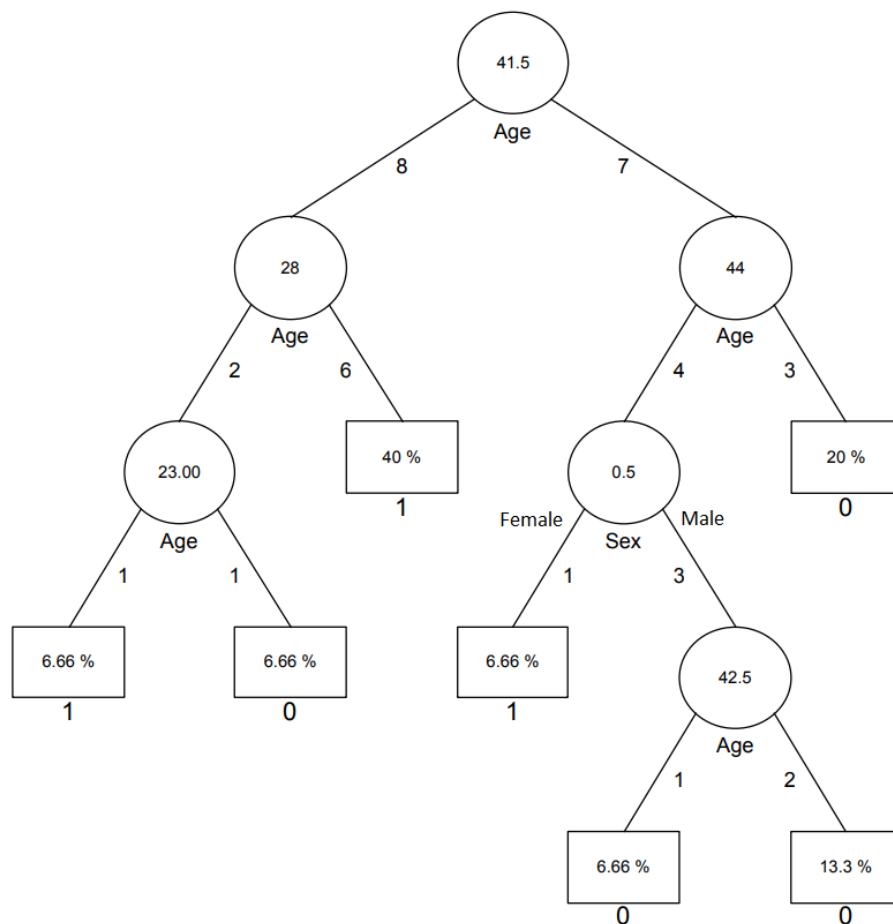 41.5
Age
8 7
28 44
Age Age
2 6 4 3
23.00 40 % 0.5 20 %
1 0
Female Male
Age Sex
1 1 1 3
6.66 % 6.66 % 6.66 % 42.5
1 0 1
Age
1 2
6.66 % 13.3 %
0 0